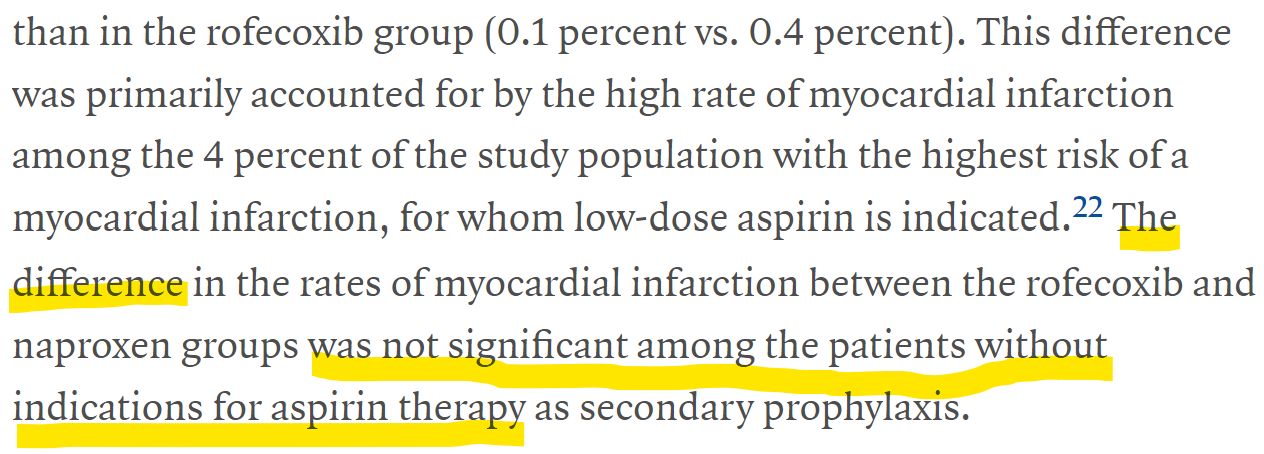 than in the rofecoxib group (0.1 percent vs. 0.4 percent). This difference
was primarily accounted for by the high rate of myocardial infarction
among the 4 percent of the study population with the highest risk of a
myocardial infarction, for whom low-dose aspirin is indicated.22 The
difference in the rates of myocardial infarction between the rofecoxib and
naproxen groups was not significant among the patients without
indications for aspirin therapy as secondary prophylaxis.